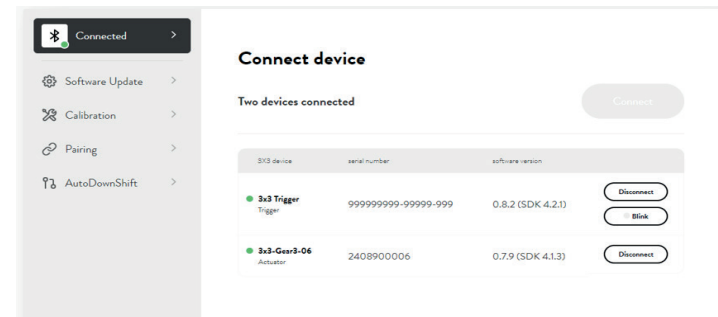 Connected
Software Update
Calibration
Pairing
AutoDownShift
Connect device
Two devices connected
Connect
3X3 device serial number software version
3x3 Trigger
Trigger
999999999-99999-999
0.8.2 (SDK 4.2.1)
Disconnect
Blink
3x3-Gear3-06
Actuator
2408900006
0.7.9 (SDK 4.1.3)
Disconnect